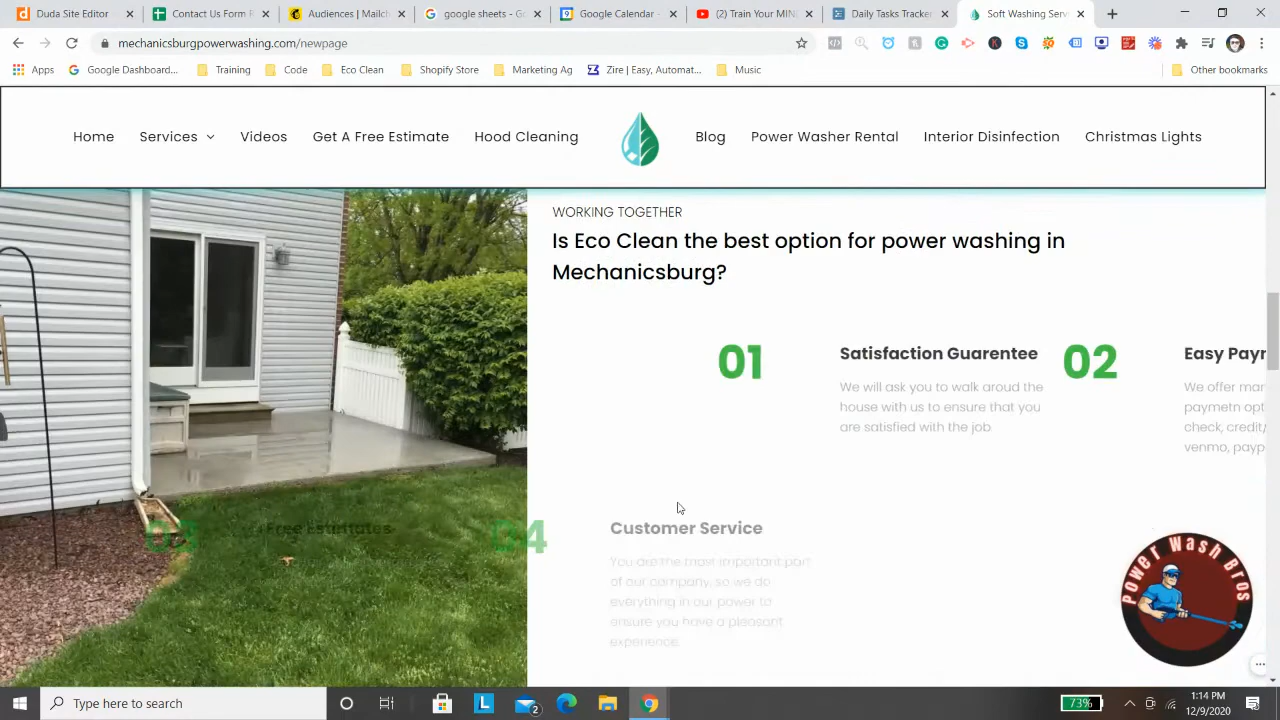 Duda Site Editor
Contact Us Form F
Activities | Mailch
google sheets - G
Google Calendar -
(2) Train Your MIN
Daily Tasks Tracker
Soft Washing Serv
mechanicsburgpowerwashing.com/newpage
Apps
Google Dashboard...
Training
Code
Eco Clean
Shopify Store
Marketing Ag
Zire | Easy, Automat...
Music
Other bookmarks
Home
Services
Videos
Get A Free Estimate
Hood Cleaning
Blog
Power Washer Rental
Interior Disinfection
Christmas Lights
WORKING TOGETHER
Is Eco Clean the best option for power washing in
Mechanicsburg?
01
Satisfaction Guarentee
We will ask you to walk aroud the
house with us to ensure that you
are satisfied with the job
02
Easy Payr
We offer mar
paymetn opt
check, credit/
venmo, payp
03
Free Estimates
04
Customer Service
You are the most important part
of our company, so we do
everything in our power to
ensure you have a pleasant
experience.
Power Wash Bros
Type here to search
2
73%
1:14 PM
12/9/2020